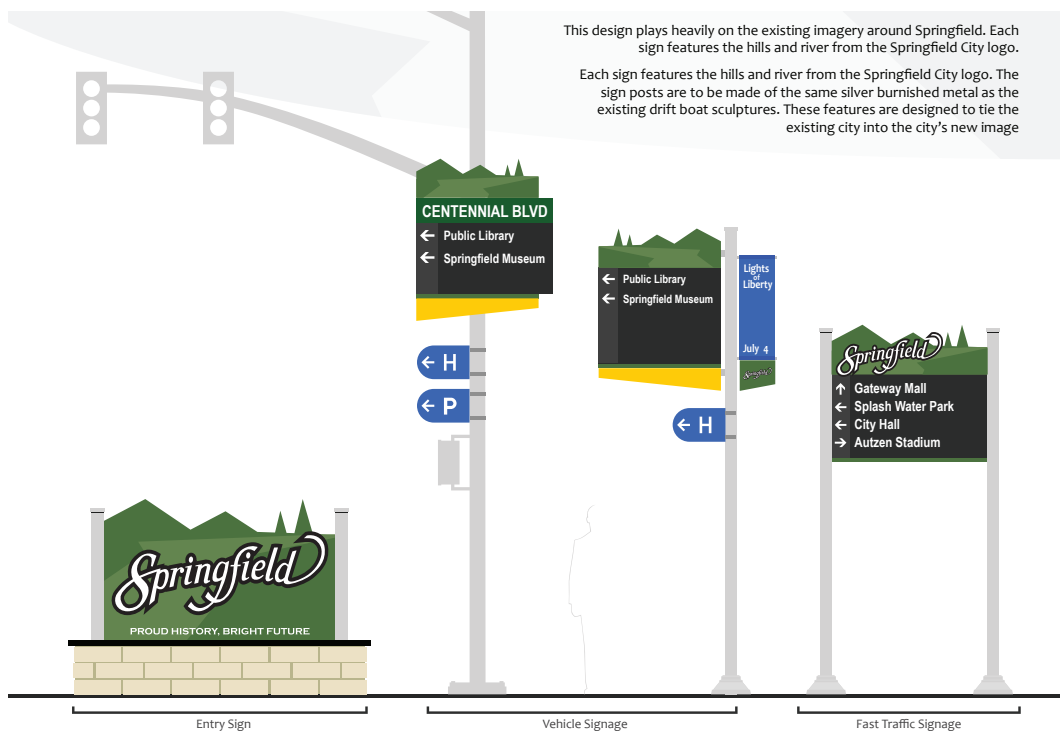 This design plays heavily on the existing imagery around Springfield. Each
sign features the hills and river from the Springfield City logo.
Each sign features the hills and river from the Springfield City logo. The
sign posts are to be made of the same silver burnished metal as the
existing drift boat sculptures. These features are designed to tie the
existing city into the city's new image
CENTENNIAL BLVD
← Public Library
← Springfield Museum
← H
← P
← Public Library
← Springfield Museum
Lights
of
Liberty
July 4
Springfield
← H
Springfield
↑ Gateway Mall
← Splash Water Park
← City Hall
→ Autzen Stadium
Springfield
PROUD HISTORY, BRIGHT FUTURE
Entry Sign
Vehicle Signage
Fast Traffic Signage